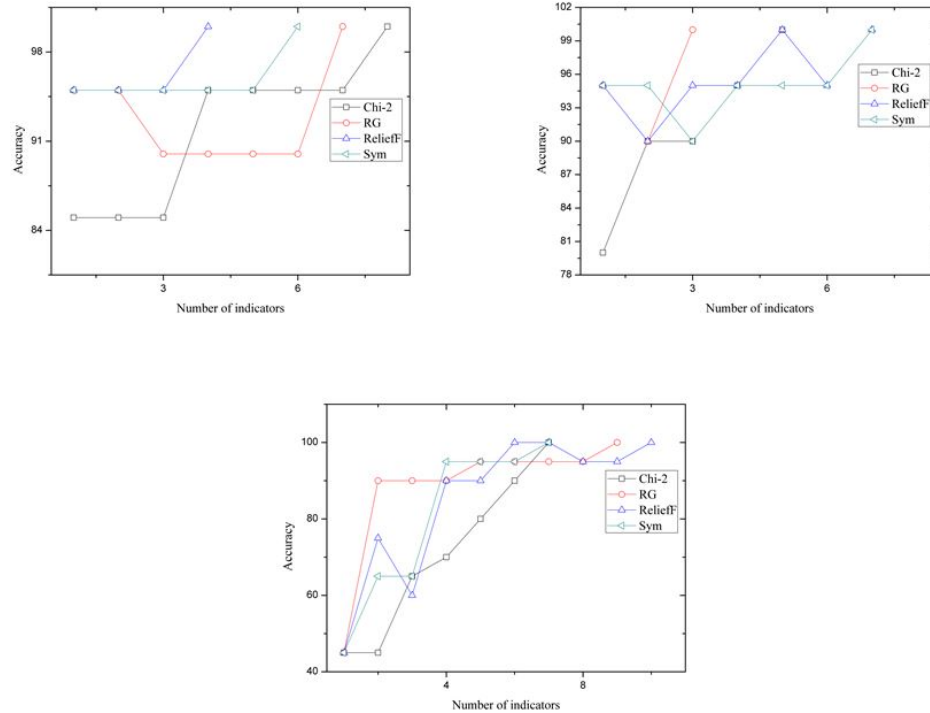 98
91
84
Accuracy
3
6
Number of indicators
Chi-2
RG
ReliefF
Sym
102
99
96
93
90
87
84
81
78
Accuracy
3
6
Number of indicators
Chi-2
RG
ReliefF
Sym
100
80
60
40
Accuracy
4
8
Number of indicators
Chi-2
RG
ReliefF
Sym